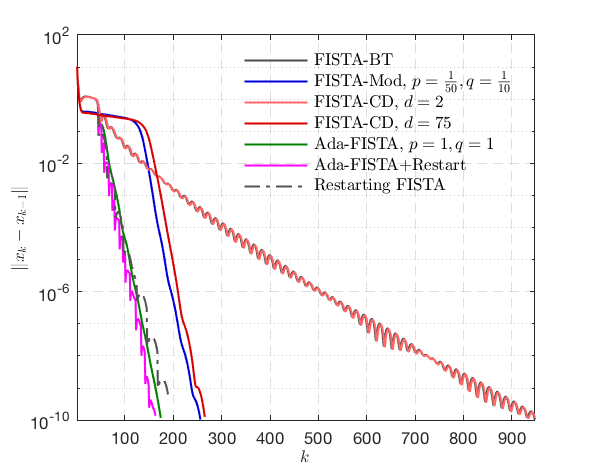 10^2
FISTA-BT
FISTA-Mod, p = 1/50, q = 1/10
FISTA-CD, d = 2
FISTA-CD, d = 75
Ada-FISTA, p = 1, q = 1
Ada-FISTA+Restart
Restarting FISTA
10^-2
||x_k − x_{k−1}||
10^-6
10^-10
100 200 300 400 500 600 700 800 900
k